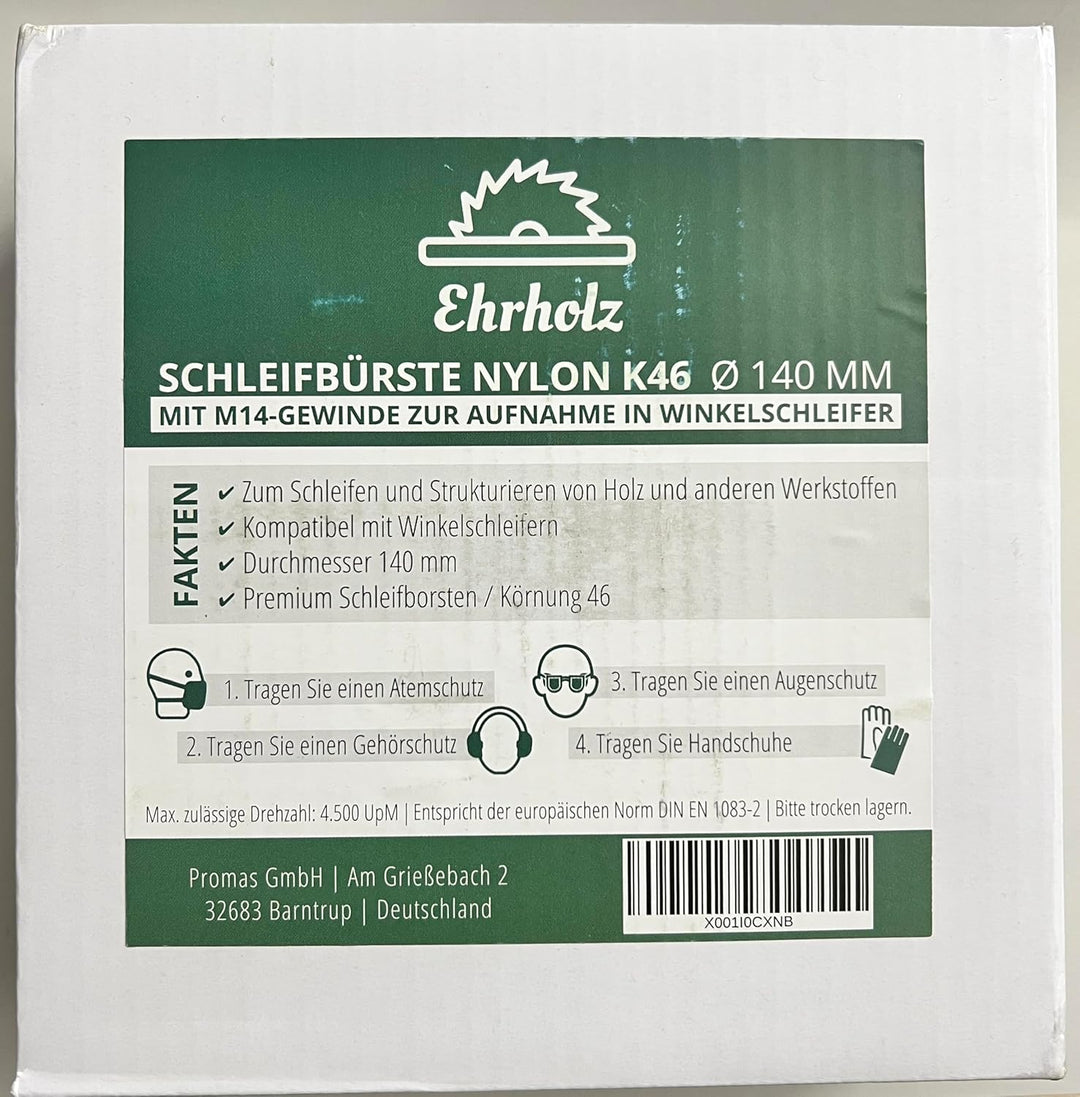 Ehrholz
SCHLEIFBÜRSTE NYLON K46 Ø 140 MM
MIT M14-GEWINDE ZUR AUFNAHME IN WINKELSCHLEIFER
FAKTEN
✔ Zum Schleifen und Strukturieren von Holz und anderen Werkstoffen
✔ Kompatibel mit Winkelschleifern
✔ Durchmesser 140 mm
✔ Premium Schleifborsten / Körnung 46
1. Tragen Sie einen Atemschutz
2. Tragen Sie einen Gehörschutz
3. Tragen Sie einen Augenschutz
4. Tragen Sie Handschuhe
Max. zulässige Drehzahl: 4.500 UpM | Entspricht der europäischen Norm DIN EN 1083-2 | Bitte trocken lagern.
Promas GmbH | Am Grießebach 2
32683 Barntrup | Deutschland
X001I0CXNB